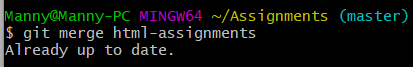 Manny@Manny-PC MINGW64 ~/Assignments (master)
$ git merge html-assignments
Already up to date.